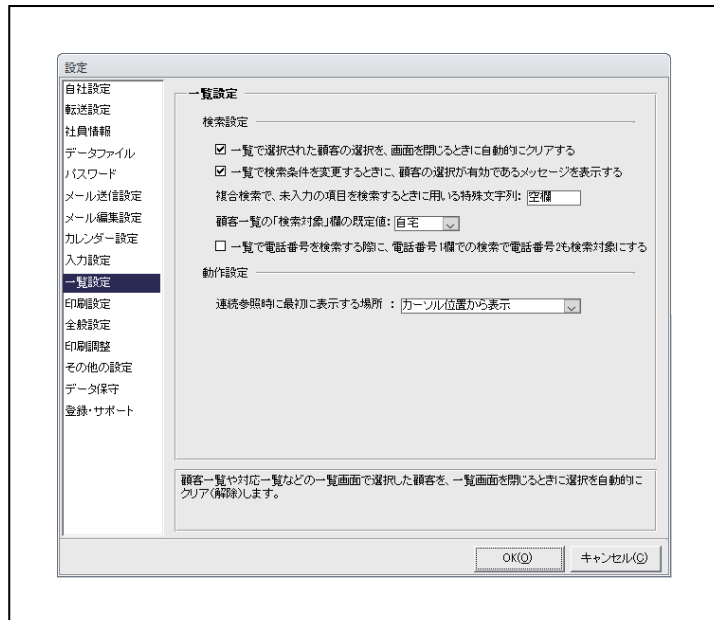 設定
自社設定
転送設定
社員情報
データファイル
パスワード
メール送信設定
メール編集設定
カレンダー設定
入力設定
一覧設定
印刷設定
全般設定
印刷調整
その他の設定
データ保守
登録・サポート
一覧設定
検索設定
一覧で選択された顧客の選択を、画面を閉じるときに自動的にクリアする
一覧で検索条件を変更するときに、顧客の選択が有効であるメッセージを表示する
複合検索で、未入力の項目を検索するときに用いる特殊文字列: 空欄
顧客一覧の「検索対象」欄の既定値: 自宅
一覧で電話番号を検索する際に、電話番号1欄での検索で電話番号2も検索対象にする
動作設定
連続参照時に最初に表示する場所 : カーソル位置から表示
顧客一覧や対応一覧などの一覧画面で選択した顧客を、一覧画面を閉じるときに選択を自動的に
クリア(解除)します。
OK(O) キャンセル(C)